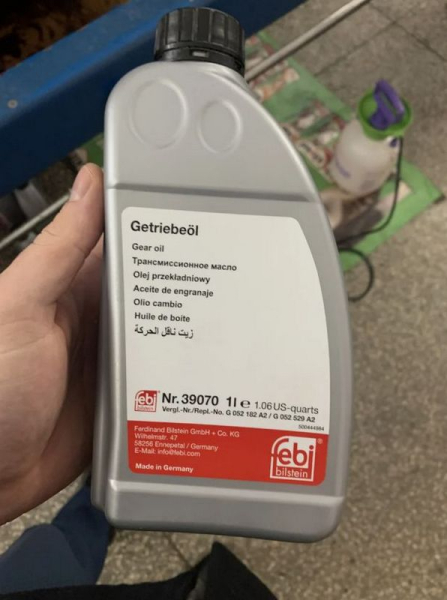 Getriebeöl
Gear oil
Трансмиссионное масло
Olej przekładniowy
Aceite de engranaje
Olio cambio
Huile de boite
زيت ناقل الحركة
febi
bilstein
Nr. 39070 1l e 1.06 US-quarts
Vergl.-Nr./Repl.-No. G 052 182 A2 / G 052 529 A2
Ferdinand Bilstein GmbH + Co. KG
Wilhelmstr. 47
58256 Ennepetal / Germany
E-Mail: info@febi.com
Made in Germany
febi
bilstein